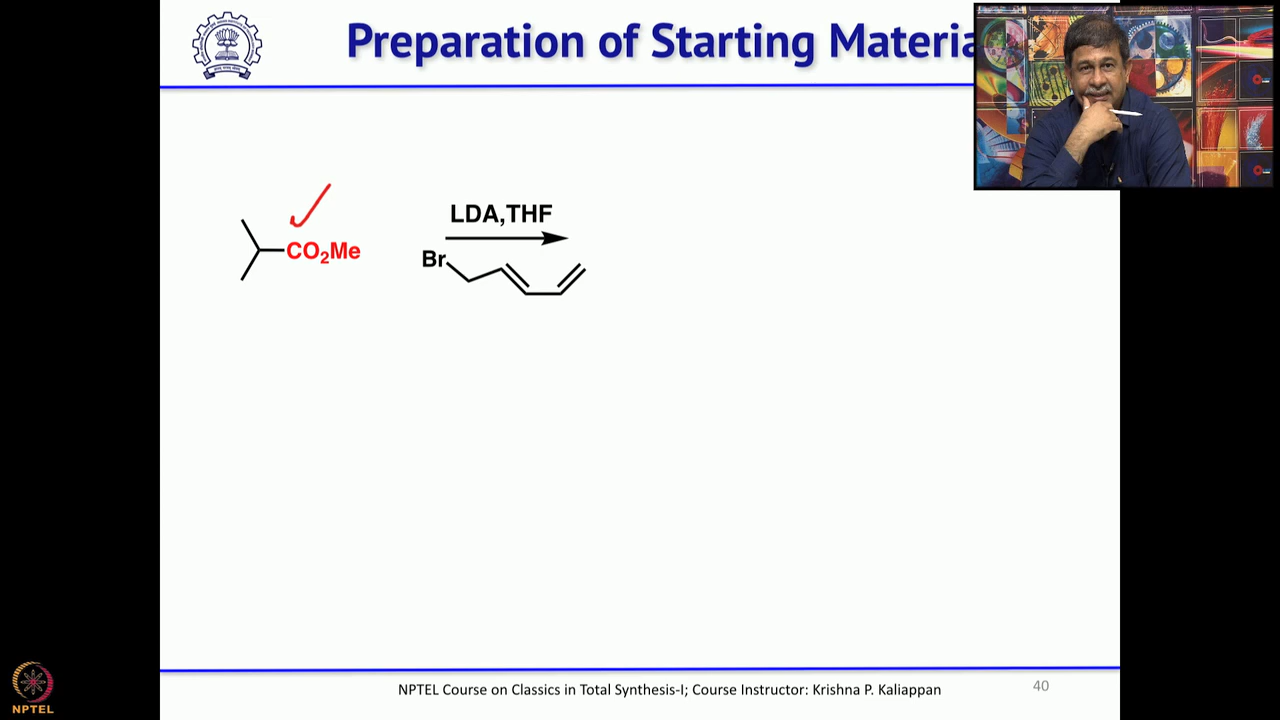 Preparation of Starting Materia
LDA,THF
CO₂Me
Br
NPTEL Course on Classics in Total Synthesis-I; Course Instructor: Krishna P. Kaliappan
40
NPTEL